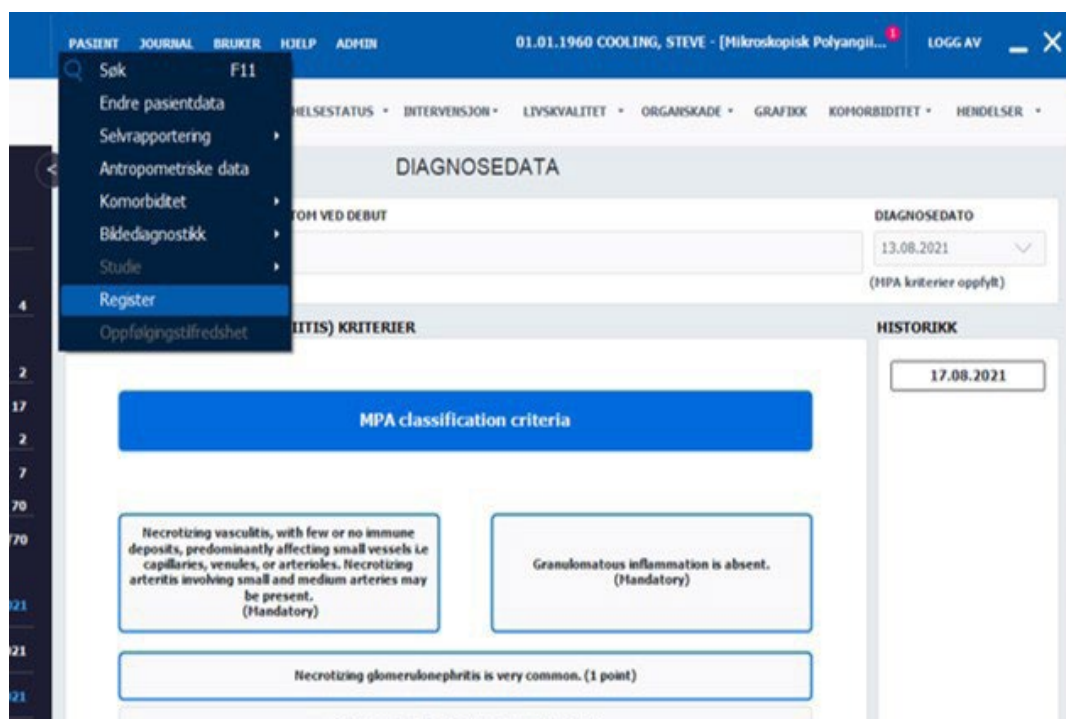 PASIENT JOURNAL BRUKER HJELP ADMIN 01.01.1960 COOLING, STEVE - [Mikroskopisk Polyangii... 1 LOGG AV
Søk F11
Endre pasientdata
HELSESTATUS INTERVENSJON LIVSKVALITET ORGANSKADE GRAFIKK KOMORBIDITET HENDELSER
Selvrapportering
Antropometriske data
DIAGNOSEDATA
Komorbiditet
TOM VED DEBUT
DIAGNOSEDATO
Bildediagnostikk
13.08.2021
Studie
(MPA kriterier oppfylt)
Register
4
Oppfølgingstilfredshet
IITIS) KRITERIER
HISTORIKK
2
17.08.2021
17
MPA classification criteria
2
7
70
Necrotizing vasculitis, with few or no immune
deposits, predominantly affecting small vessels i.e
capillaries, venules, or arterioles. Necrotizing
arteritis involving small and medium arteries may
be present.
(Mandatory)
Granulomatous inflammation is absent.
(Mandatory)
770
021
021
Necrotizing glomerulonephritis is very common. (1 point)
021